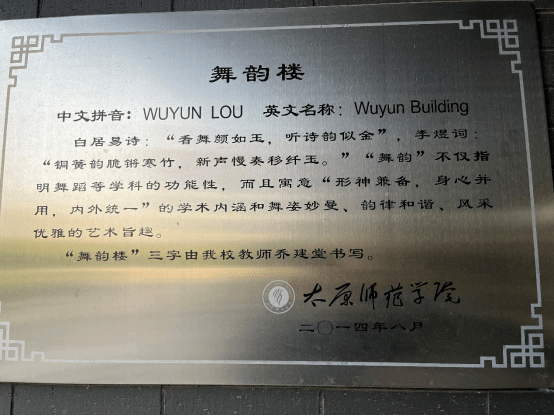 舞韵楼
中文拼音：WUYUN LOU 英文名称：Wuyun Building
白居易诗：“看舞颜如玉，听诗韵似金”，李煜词：
“铜簧韵脆锵寒竹，新声慢奏移纤玉。”“舞韵”不仅指
明舞蹈等学科的功能性，而且寓意“形神兼备，身心并
用，内外统一”的学术内涵和舞姿妙曼、韵律和谐、风采
优雅的艺术旨趣。
“舞韵楼”三字由我校教师乔建堂书写。
太原师范学院
二〇一四年八月